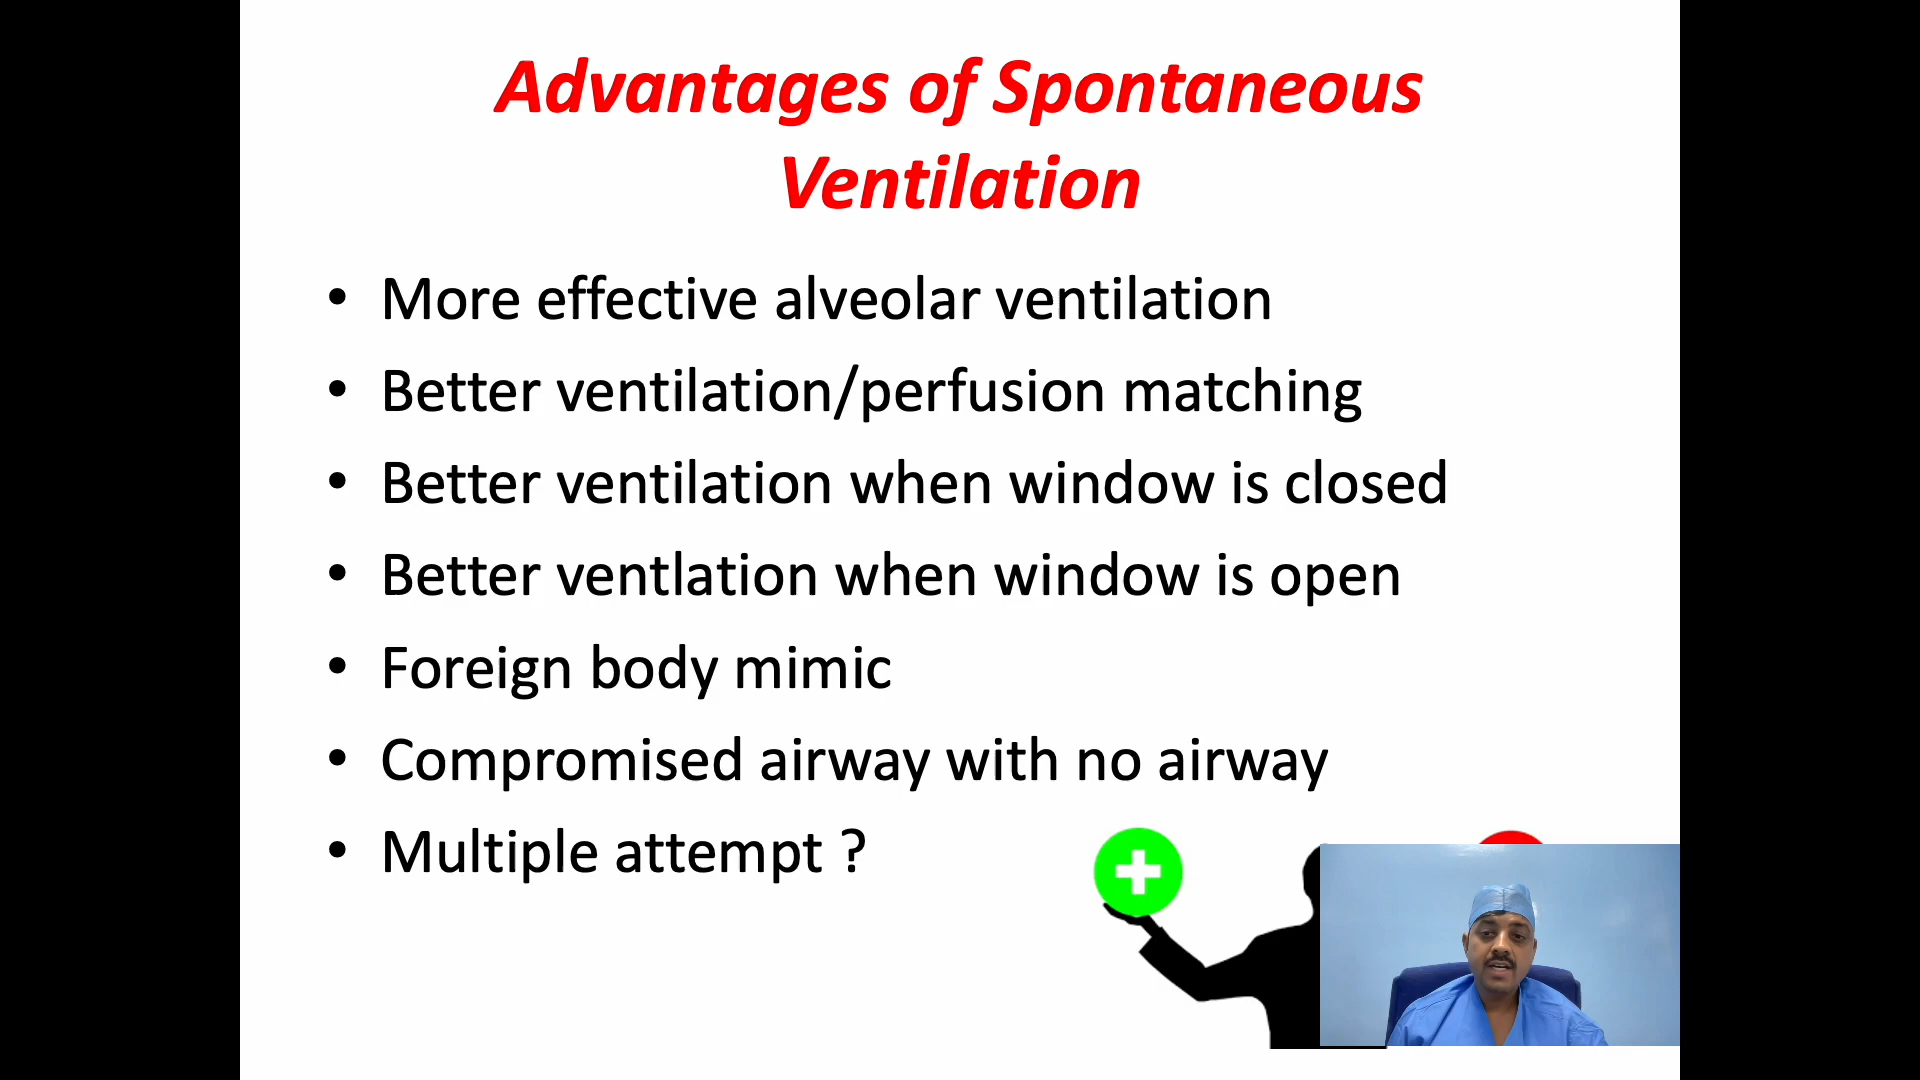 Advantages of Spontaneous
Ventilation
• More effective alveolar ventilation
• Better ventilation/perfusion matching
• Better ventilation when window is closed
• Better ventlation when window is open
• Foreign body mimic
• Compromised airway with no airway
• Multiple attempt ?